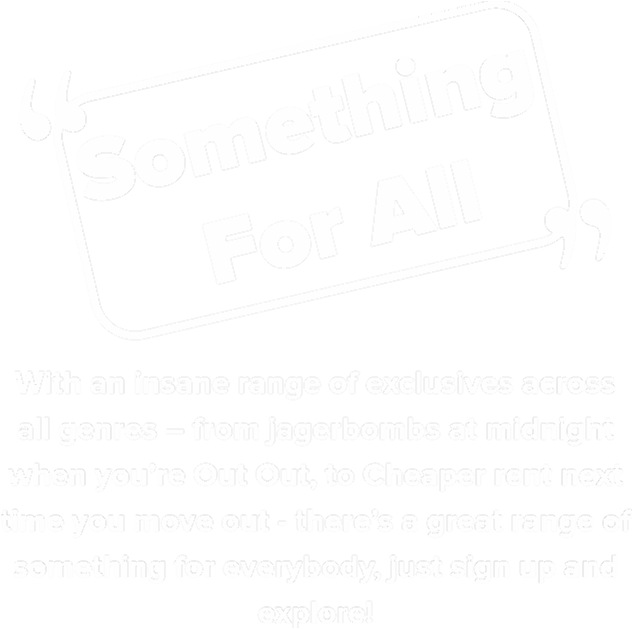 “Something
For All”
With an insane range of exclusives across
all genres – from jagerbombs at midnight
when you're Out Out, to Cheaper rent next
time you move out - there's a great range of
something for everybody, just sign up and
explore!